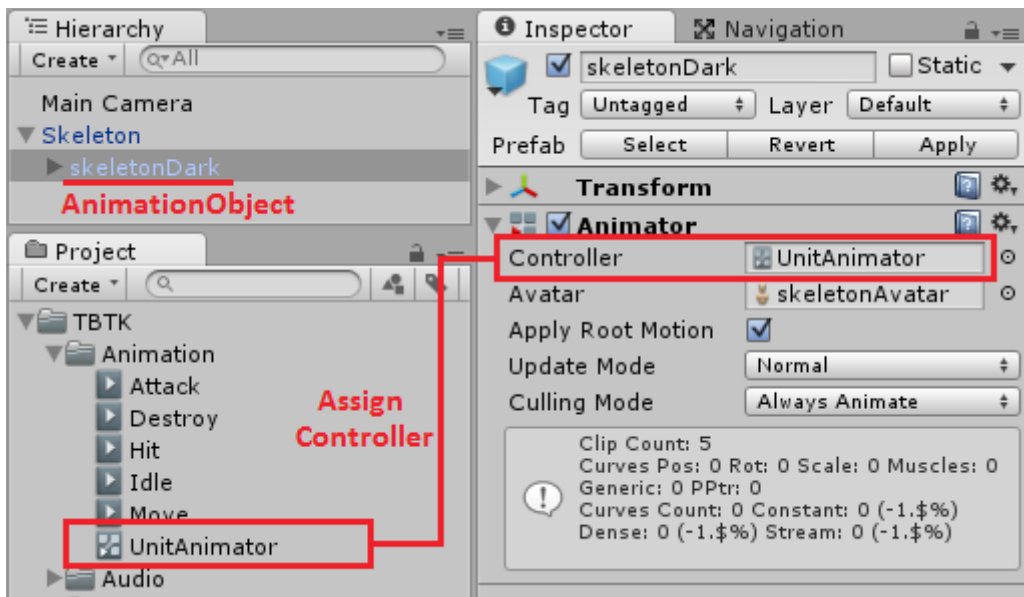 Hierarchy
Create
All
Main Camera
Skeleton
skeletonDark
AnimationObject
Project
Create
TBTK
Animation
Attack
Destroy
Hit
Idle
Move
UnitAnimator
Audio
Assign
Controller
Inspector
Navigation
skeletonDark
Static
Tag Untagged Layer Default
Prefab Select Revert Apply
Transform
Animator
Controller UnitAnimator
Avatar skeletonAvatar
Apply Root Motion
Update Mode Normal
Culling Mode Always Animate
Clip Count: 5
Curves Pos: 0 Rot: 0 Scale: 0 Muscles: 0
Generic: 0 PPtr: 0
Curves Count: 0 Constant: 0 (-1.$%)
Dense: 0 (-1.$%) Stream: 0 (-1.$%)